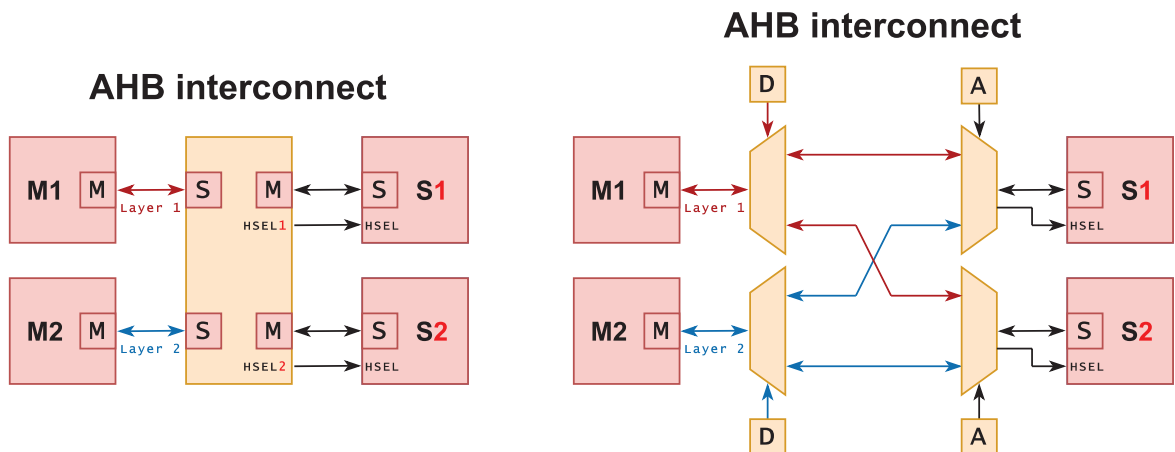 AHB interconnect
M1 M S M S S1
Layer 1
HSEL1 HSEL
M2 M S M S S2
Layer 2
HSEL2 HSEL
AHB interconnect
D A
M1 M S S1
Layer 1
HSEL
M2 M S S2
Layer 2
HSEL
D A